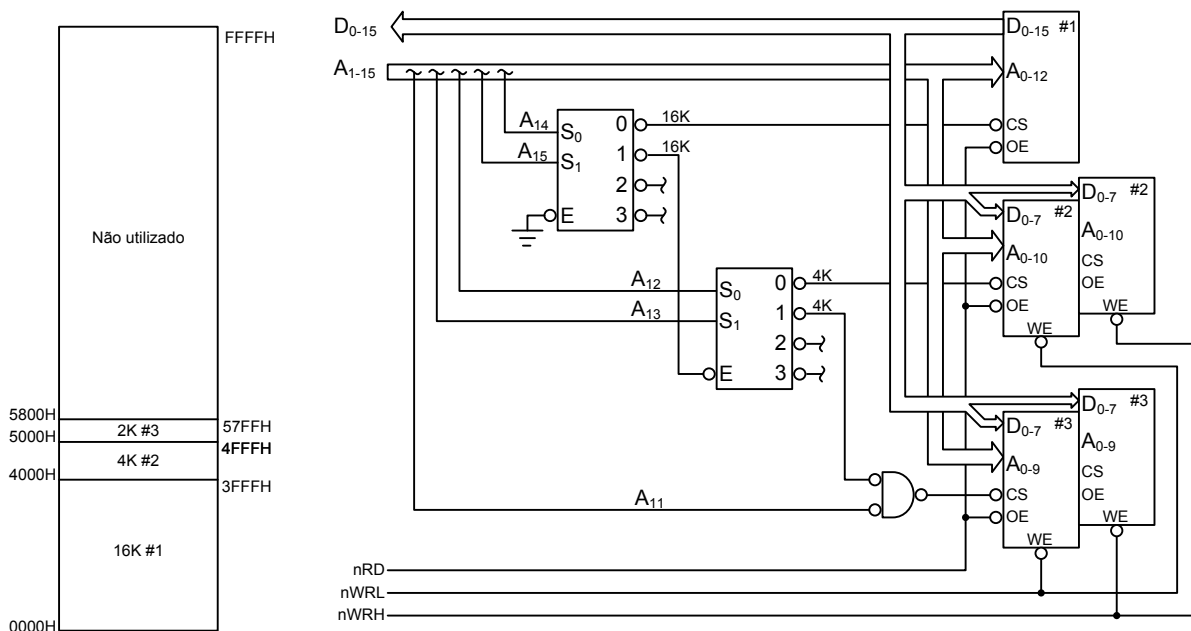 FFFFH
Não utilizado
5800H
57FFH
2K #3
5000H
4FFFH
4K #2
4000H
3FFFH
16K #1
0000H
D0-15
A1-15
A14
A15
S0
S1
E
0
1
2
3
16K
16K
A12
A13
S0
S1
E
0
1
2
3
4K
4K
A11
nRD
nWRL
nWRH
D0-15 #1
A0-12
CS
OE
D0-7 #2
A0-10
CS
OE
WE
D0-7 #2
A0-10
CS
OE
WE
D0-7 #3
A0-9
CS
OE
WE
D0-7 #3
A0-9
CS
OE
WE